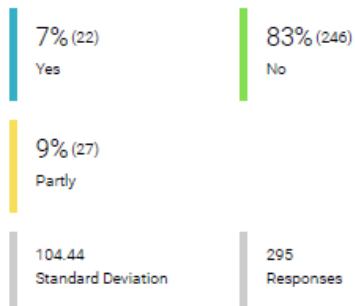 7% (22)
Yes
83% (246)
No
9% (27)
Partly
104.44
Standard Deviation
295
Responses